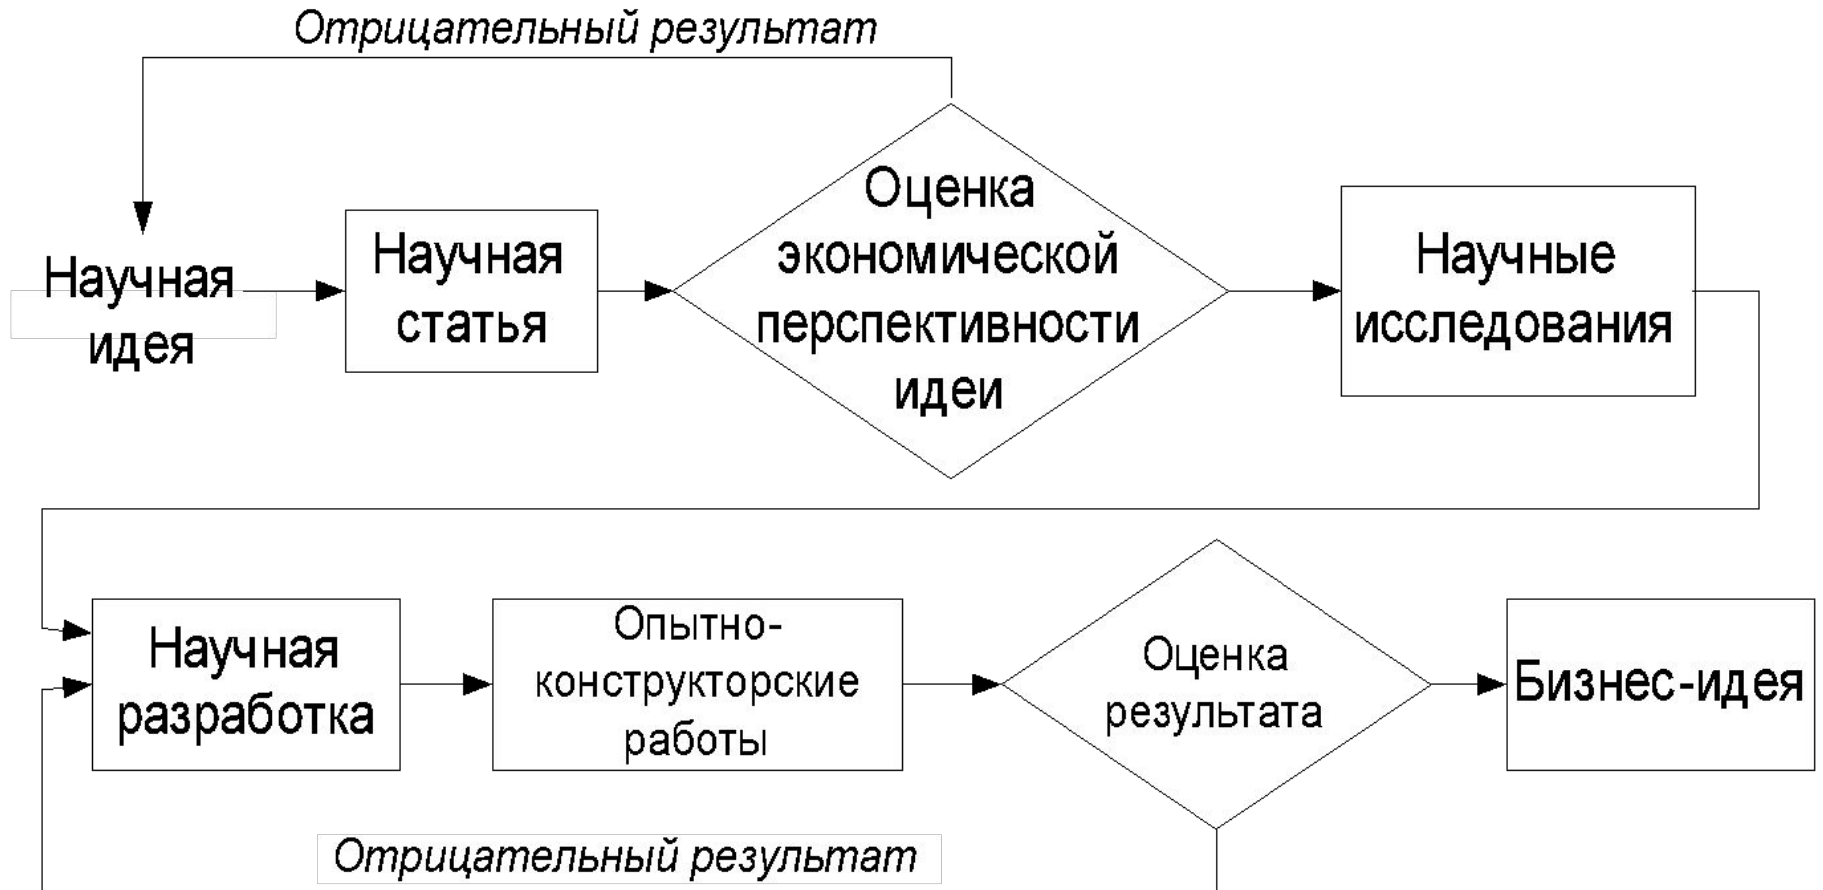 Отрицательный результат
Научная
идея
Научная
статья
Оценка
экономической
перспективности
идеи
Научные
исследования
Научная
разработка
Опытно-
конструкторские
работы
Оценка
результата
Бизнес-идея
Отрицательный результат